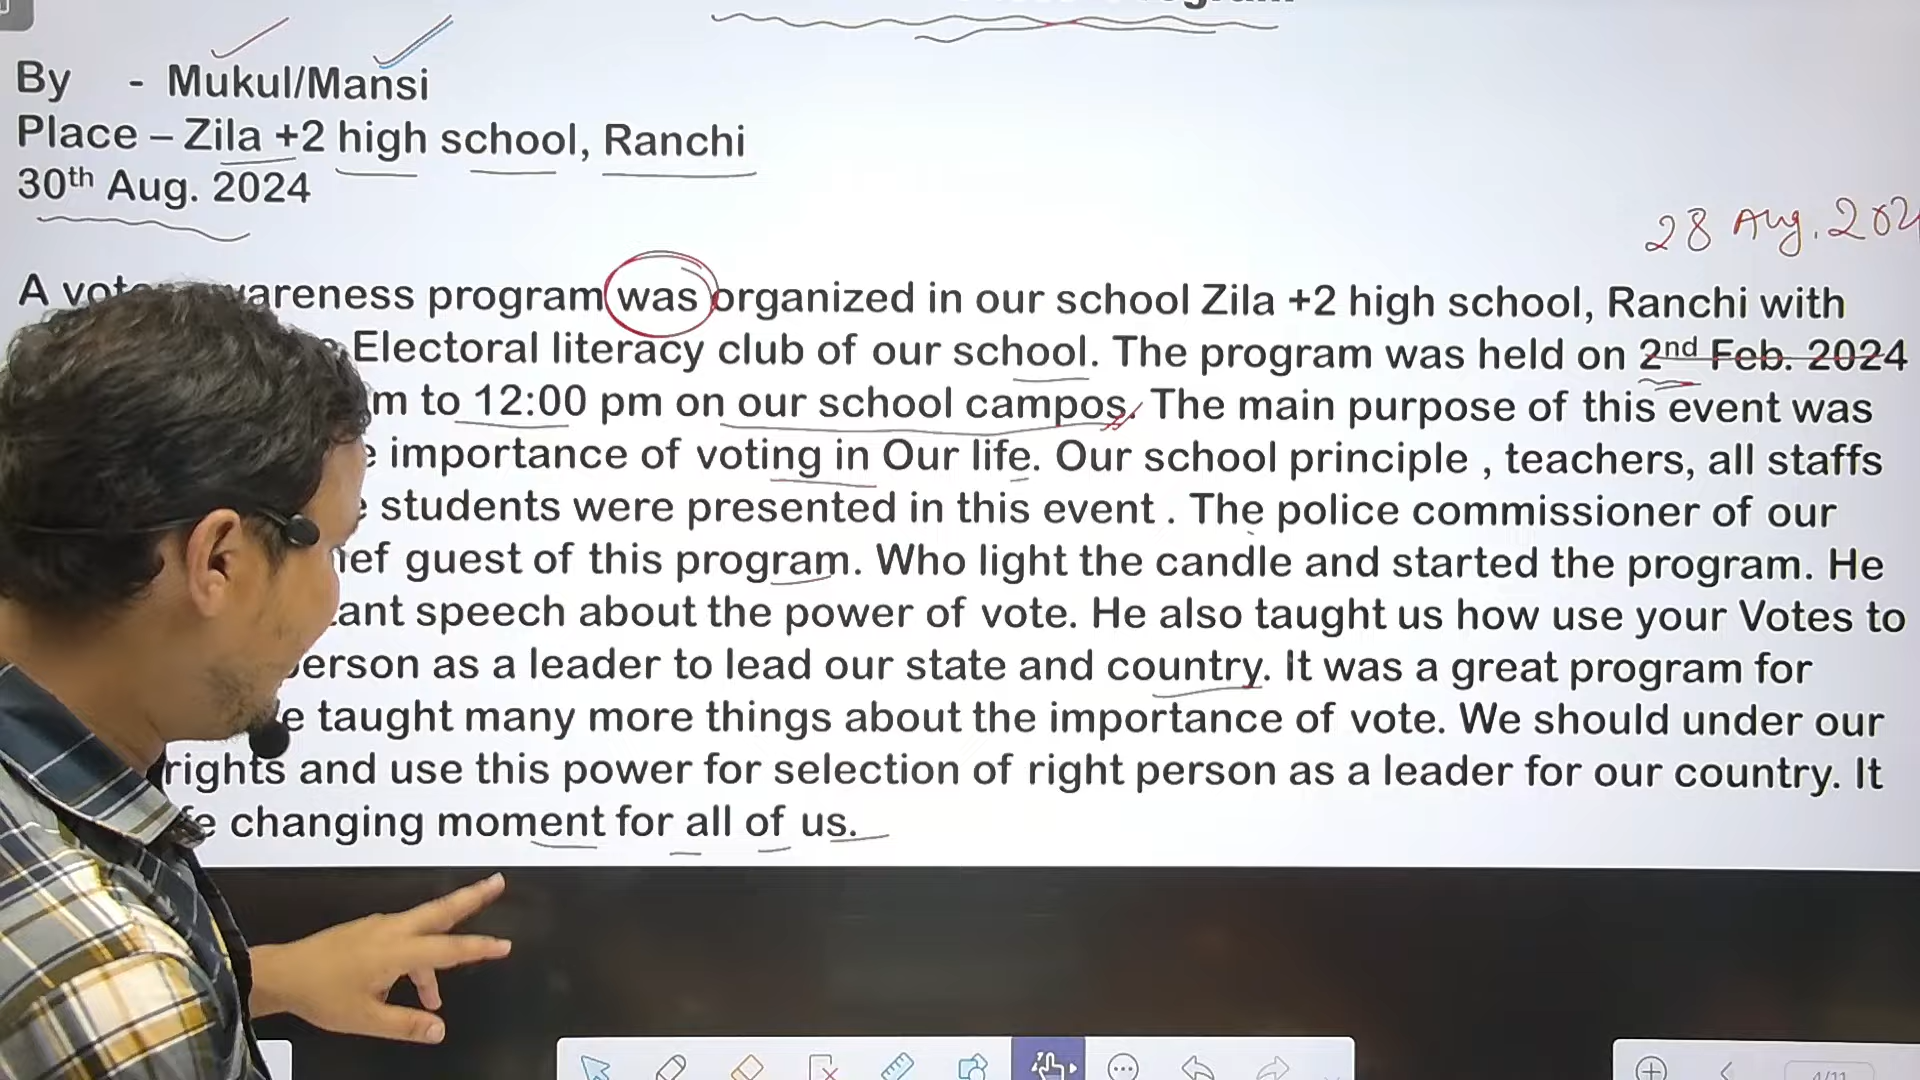 By - Mukul/Mansi
Place – Zila +2 high school, Ranchi
30th Aug. 2024
28 Aug. 202
A awareness program was organized in our school Zila +2 high school, Ranchi with
Electoral literacy club of our school. The program was held on 2nd Feb. 2024
to 12:00 pm on our school campos. The main purpose of this event was
importance of voting in Our life. Our school principle , teachers, all staffs
students were presented in this event . The police commissioner of our
guest of this program. Who light the candle and started the program. He
speech about the power of vote. He also taught us how use your Votes to
person as a leader to lead our state and country. It was a great program for
taught many more things about the importance of vote. We should under our
rights and use this power for selection of right person as a leader for our country. It
changing moment for all of us.
4/11